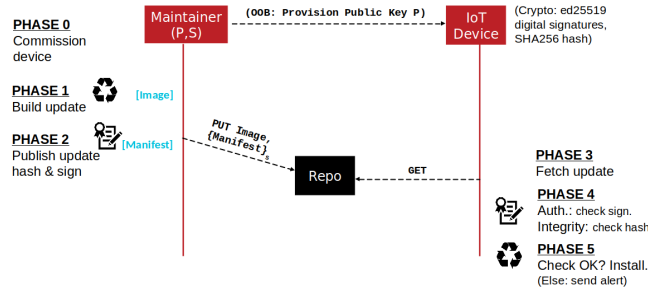 PHASE 0
Commission
device
Maintainer
(P,S)
(OOB: Provision Public Key P)
IoT
Device
(Crypto: ed25519
digital signatures,
SHA256 hash)
PHASE 1
Build update
[Image]
PHASE 2
Publish update
hash & sign
[Manifest]
PUT Image,
{Manifest}s
Repo
GET
PHASE 3
Fetch update
PHASE 4
Auth.: check sign.
Integrity: check hash
PHASE 5
Check OK? Install.
(Else: send alert)